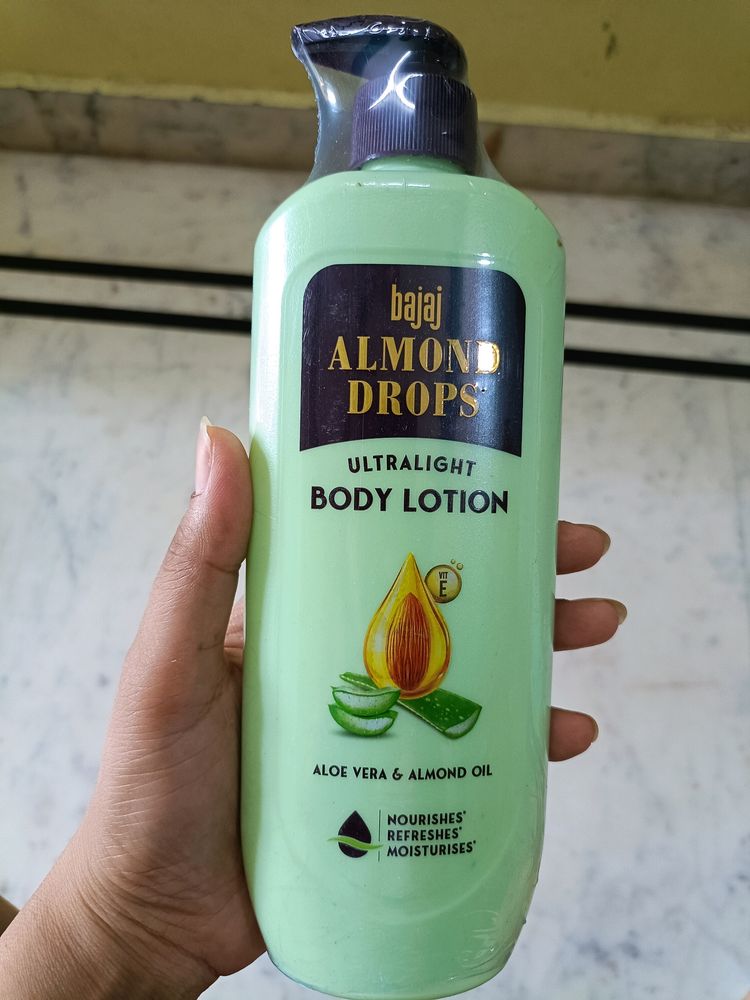 bajaj
ALMOND
DROPS
ULTRALIGHT
BODY LOTION
VIT
E
ALOE VERA & ALMOND OIL
NOURISHES*
REFRESHES*
MOISTURISES*